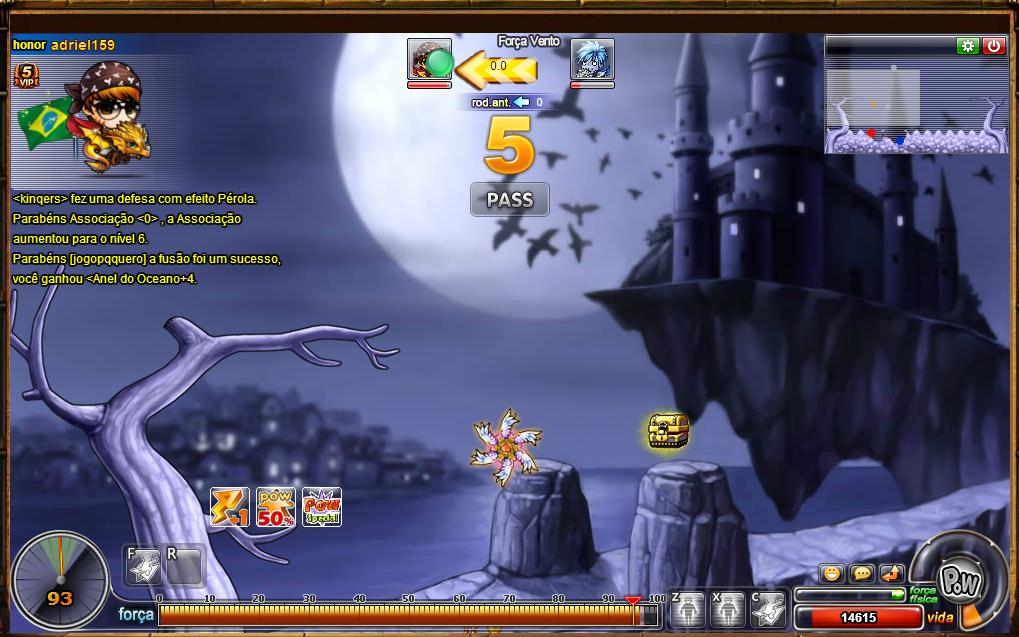 honor adriel159
5 VIP
<kinqers> fez uma defesa com efeito Pérola.
Parabéns Associação <0> , a Associação
aumentou para o nível 6.
Parabéns [jogopqquero] a fusão foi um sucesso,
você ganhou <Anel do Oceano+4.
Força Vento
0.0
rod.ant. 0
5
PASS
+1
POW 50%
POW Special
F R
93
força
0 10 20 30 40 50 60 70 80 90 100
Z X C
POW
força
física
14615 vida